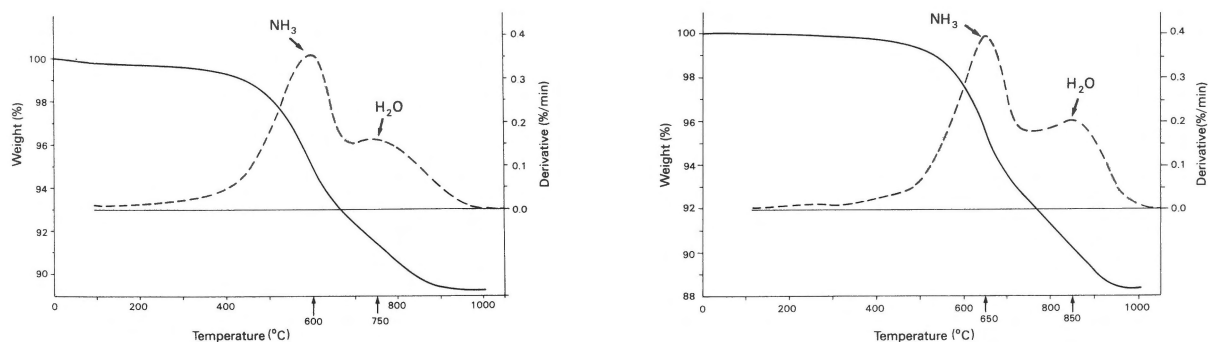 NH₃
H₂O
100
98
96
94
93
92
90
Weight (%)
0.4
0.3
0.2
0.1
0.0
Derivative (%/min)
0 200 400 800 1000
600 750
Temperature (°C)
NH₃
H₂O
100
98
96
94
92
90
88
Weight (%)
0.4
0.3
0.2
0.1
0.0
Derivative(%/min)
0 200 400 600 800 1000
650 850
Temperature (°C)